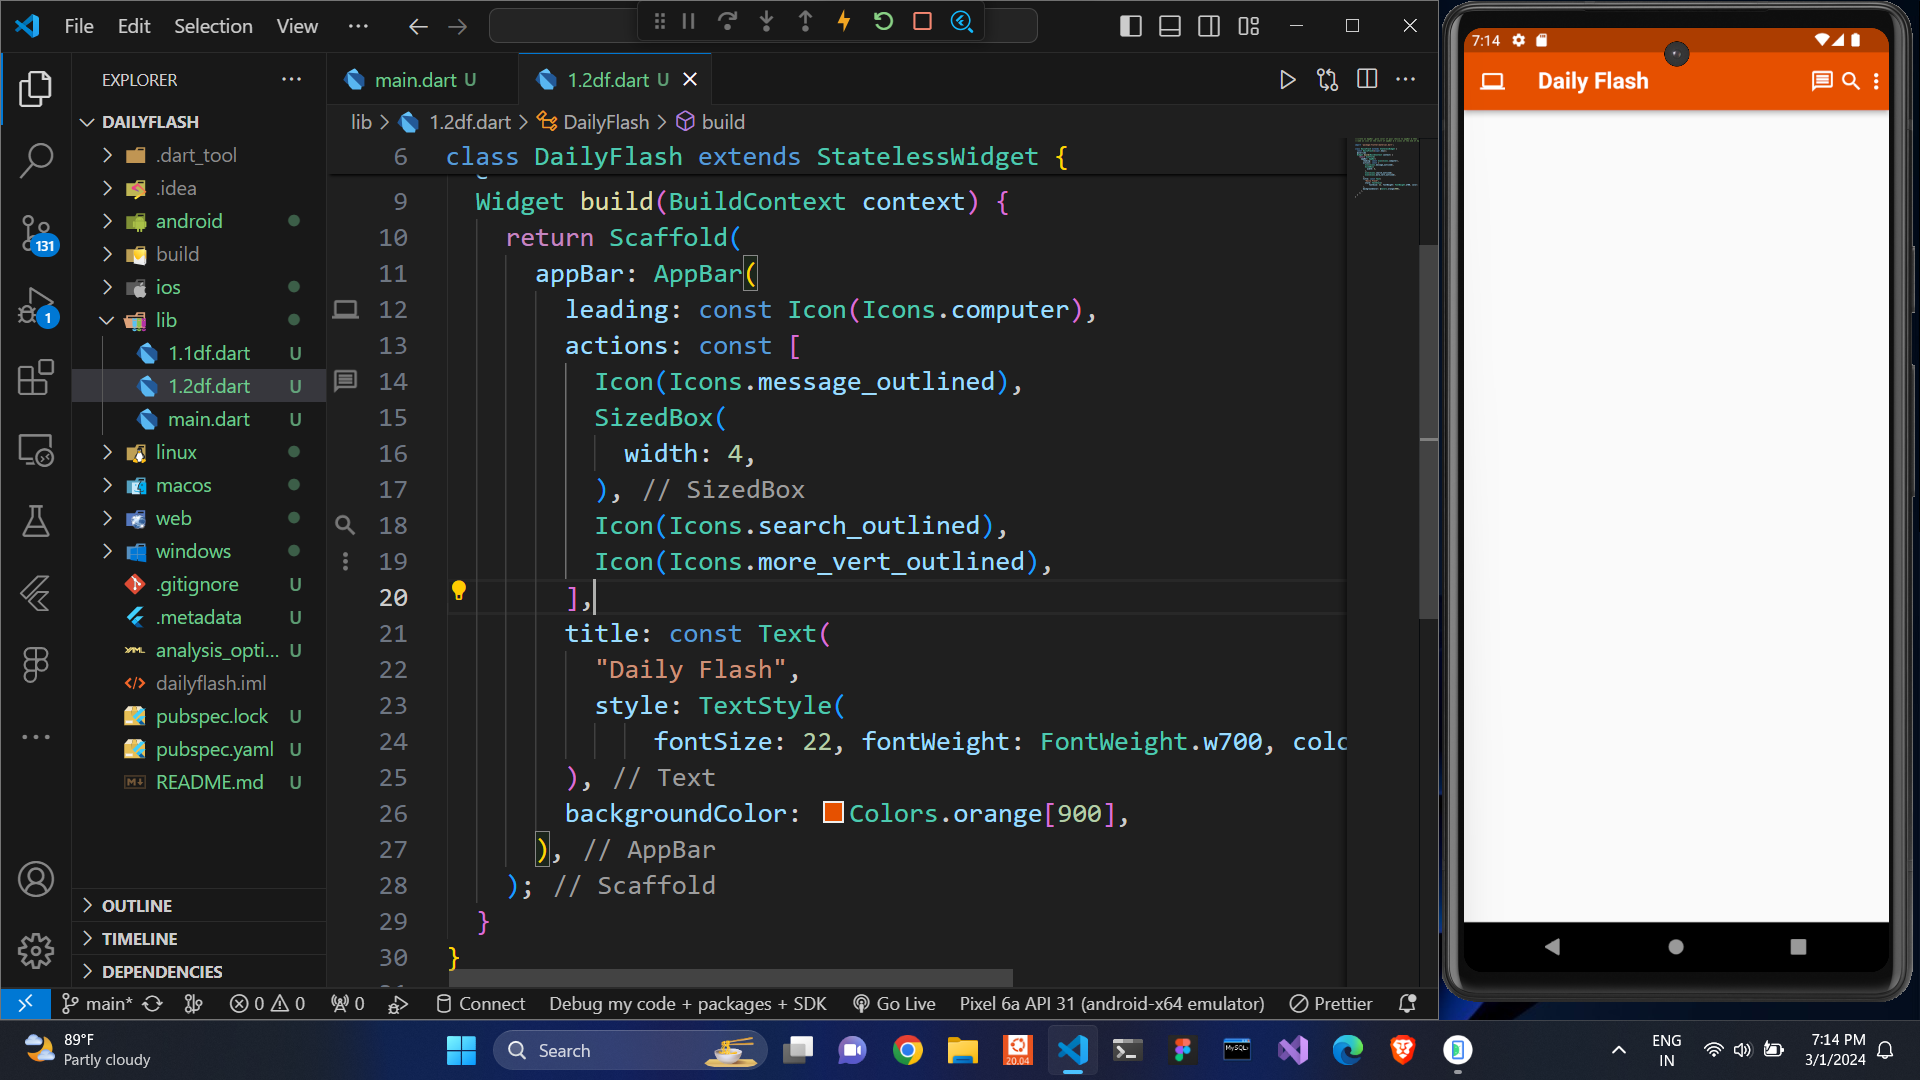 File Edit Selection View ...
EXPLORER ...
DAILYFLASH
.dart_tool
.idea
android
build
ios
lib
1.1df.dart U
1.2df.dart U
main.dart U
linux
macos
web
windows
.gitignore U
.metadata U
analysis_opti... U
dailyflash.iml
pubspec.lock U
pubspec.yaml U
README.md U
OUTLINE
TIMELINE
DEPENDENCIES
131
1
main.dart U
1.2df.dart U
lib > 1.2df.dart > DailyFlash > build
6 class DailyFlash extends StatelessWidget {
9 Widget build(BuildContext context) {
10 return Scaffold(
11 appBar: AppBar(
12 leading: const Icon(Icons.computer),
13 actions: const [
14 Icon(Icons.message_outlined),
15 SizedBox(
16 width: 4,
17 ), // SizedBox
18 Icon(Icons.search_outlined),
19 Icon(Icons.more_vert_outlined),
20 ],
21 title: const Text(
22 "Daily Flash",
23 style: TextStyle(
24 fontSize: 22, fontWeight: FontWeight.w700, colo
25 ), // Text
26 backgroundColor: Colors.orange[900],
27 ), // AppBar
28 ); // Scaffold
29 }
30 }
main* 0 0 0 Connect Debug my code + packages + SDK Go Live Pixel 6a API 31 (android-x64 emulator) Prettier
7:14
Daily Flash
89°F
Partly cloudy
Search
20.04
MySQL
ENG
IN
7:14 PM
3/1/2024